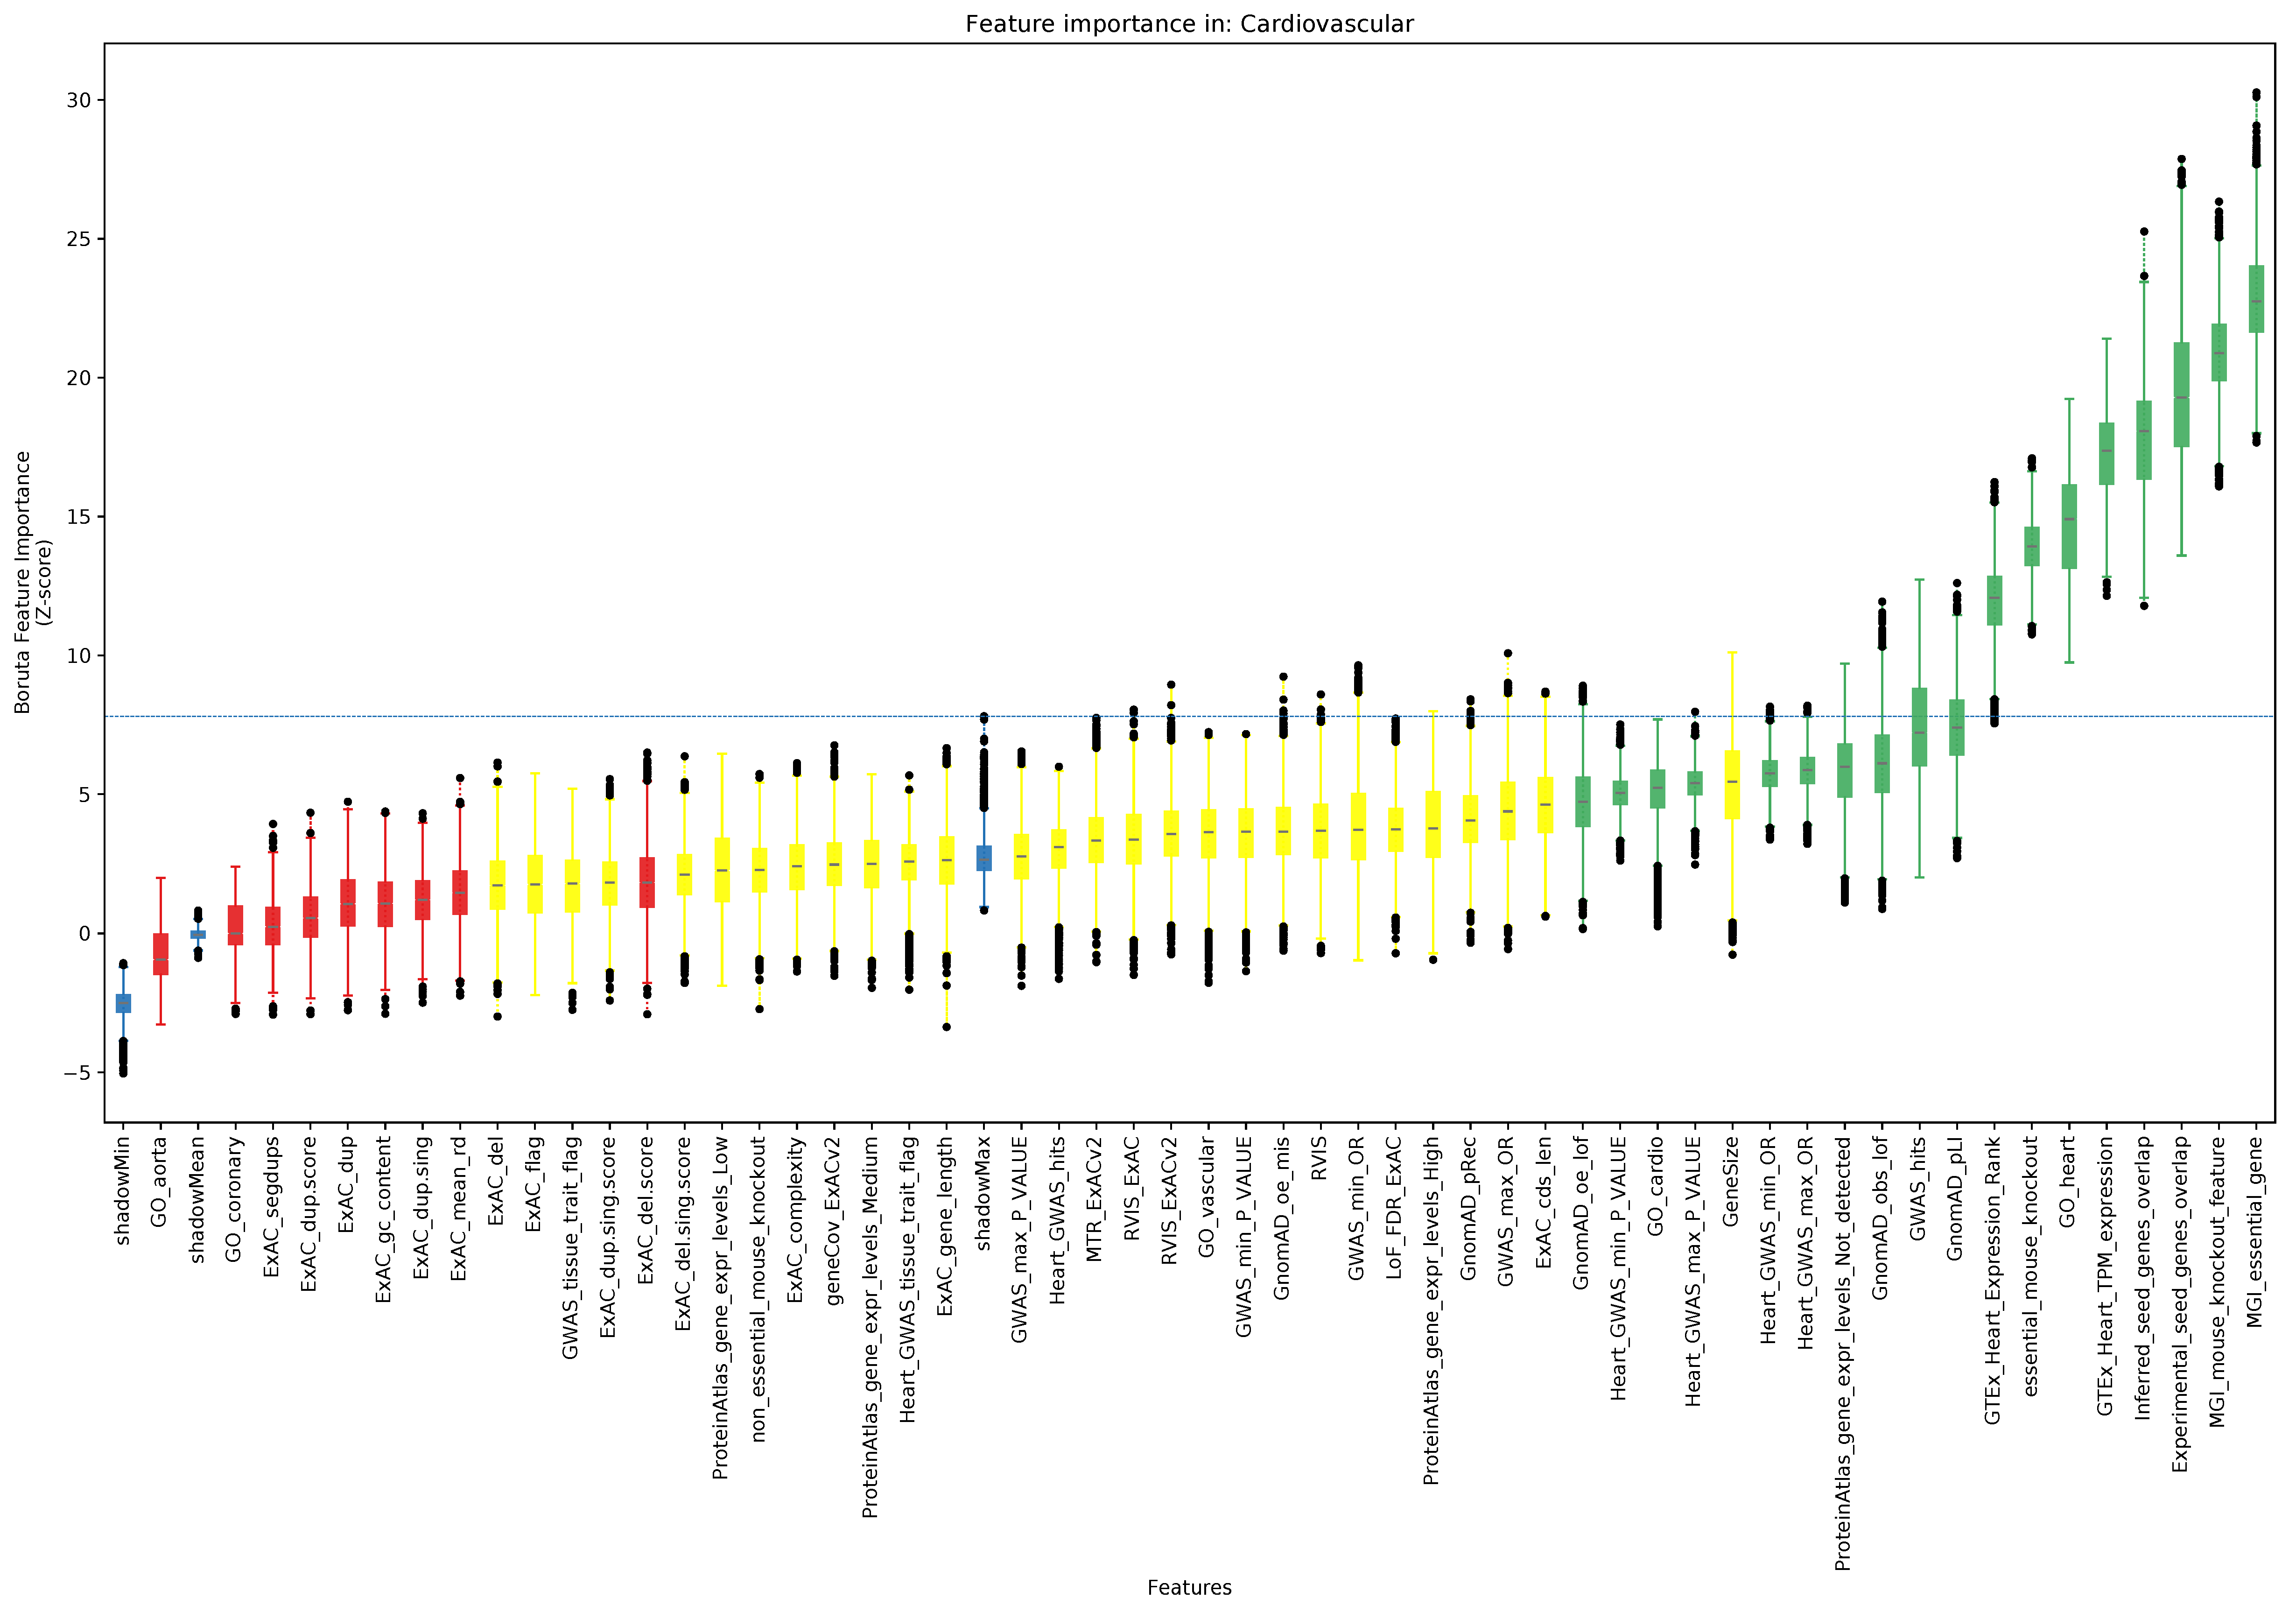 Feature importance in: Cardiovascular
Boruta Feature Importance
(Z-score)
30
25
20
15
10
5
0
−5
shadowMin
GO_aorta
shadowMean
GO_coronary
ExAC_segdups
ExAC_dup.score
ExAC_dup
ExAC_gc_content
ExAC_dup.sing
ExAC_mean_rd
ExAC_del
ExAC_flag
GWAS_tissue_trait_flag
ExAC_dup.sing.score
ExAC_del.score
ExAC_del.sing.score
ProteinAtlas_gene_expr_levels_Low
non_essential_mouse_knockout
ExAC_complexity
geneCov_ExACv2
ProteinAtlas_gene_expr_levels_Medium
Heart_GWAS_tissue_trait_flag
ExAC_gene_length
shadowMax
GWAS_max_P_VALUE
Heart_GWAS_hits
MTR_ExACv2
RVIS_ExAC
RVIS_ExACv2
GO_vascular
GWAS_min_P_VALUE
GnomAD_oe_mis
RVIS
GWAS_min_OR
LoF_FDR_ExAC
ProteinAtlas_gene_expr_levels_High
GnomAD_pRec
GWAS_max_OR
ExAC_cds_len
GnomAD_oe_lof
Heart_GWAS_min_P_VALUE
GO_cardio
Heart_GWAS_max_P_VALUE
GeneSize
Heart_GWAS_min_OR
Heart_GWAS_max_OR
ProteinAtlas_gene_expr_levels_Not_detected
GnomAD_obs_lof
GWAS_hits
GnomAD_pLI
GTEx_Heart_Expression_Rank
essential_mouse_knockout
GO_heart
GTEx_Heart_TPM_expression
Inferred_seed_genes_overlap
Experimental_seed_genes_overlap
MGI_mouse_knockout_feature
MGI_essential_gene
Features